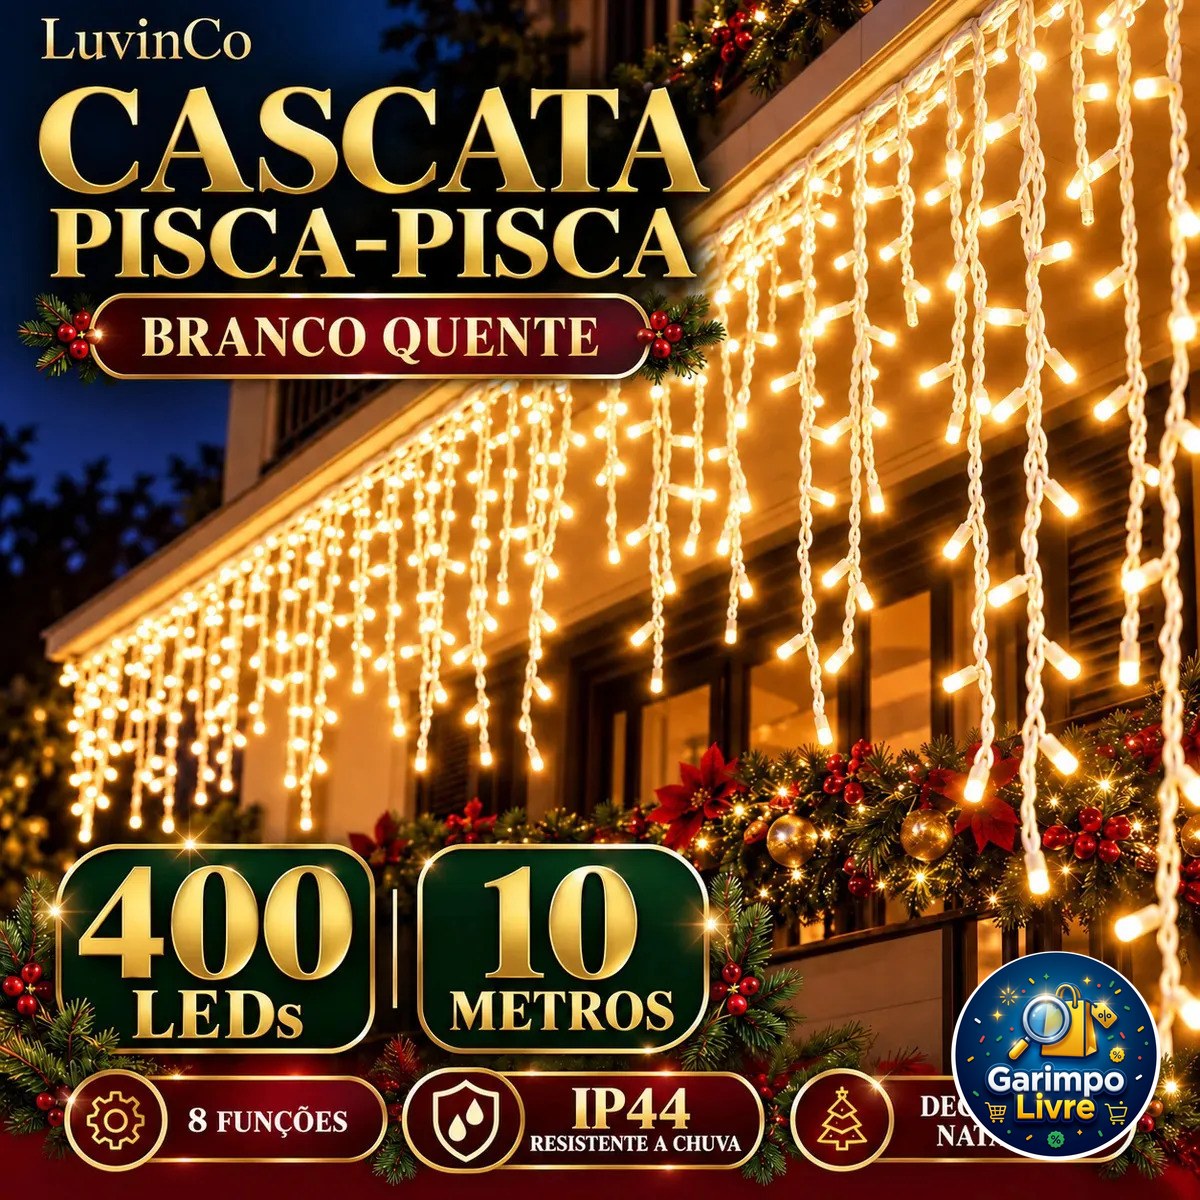 LuvinCo
CASCATA
PISCA-PISCA
BRANCO QUENTE
400
LEDs
10
METROS
8 FUNÇÕES
IP44
RESISTENTE A CHUVA
Garimpo
Livre